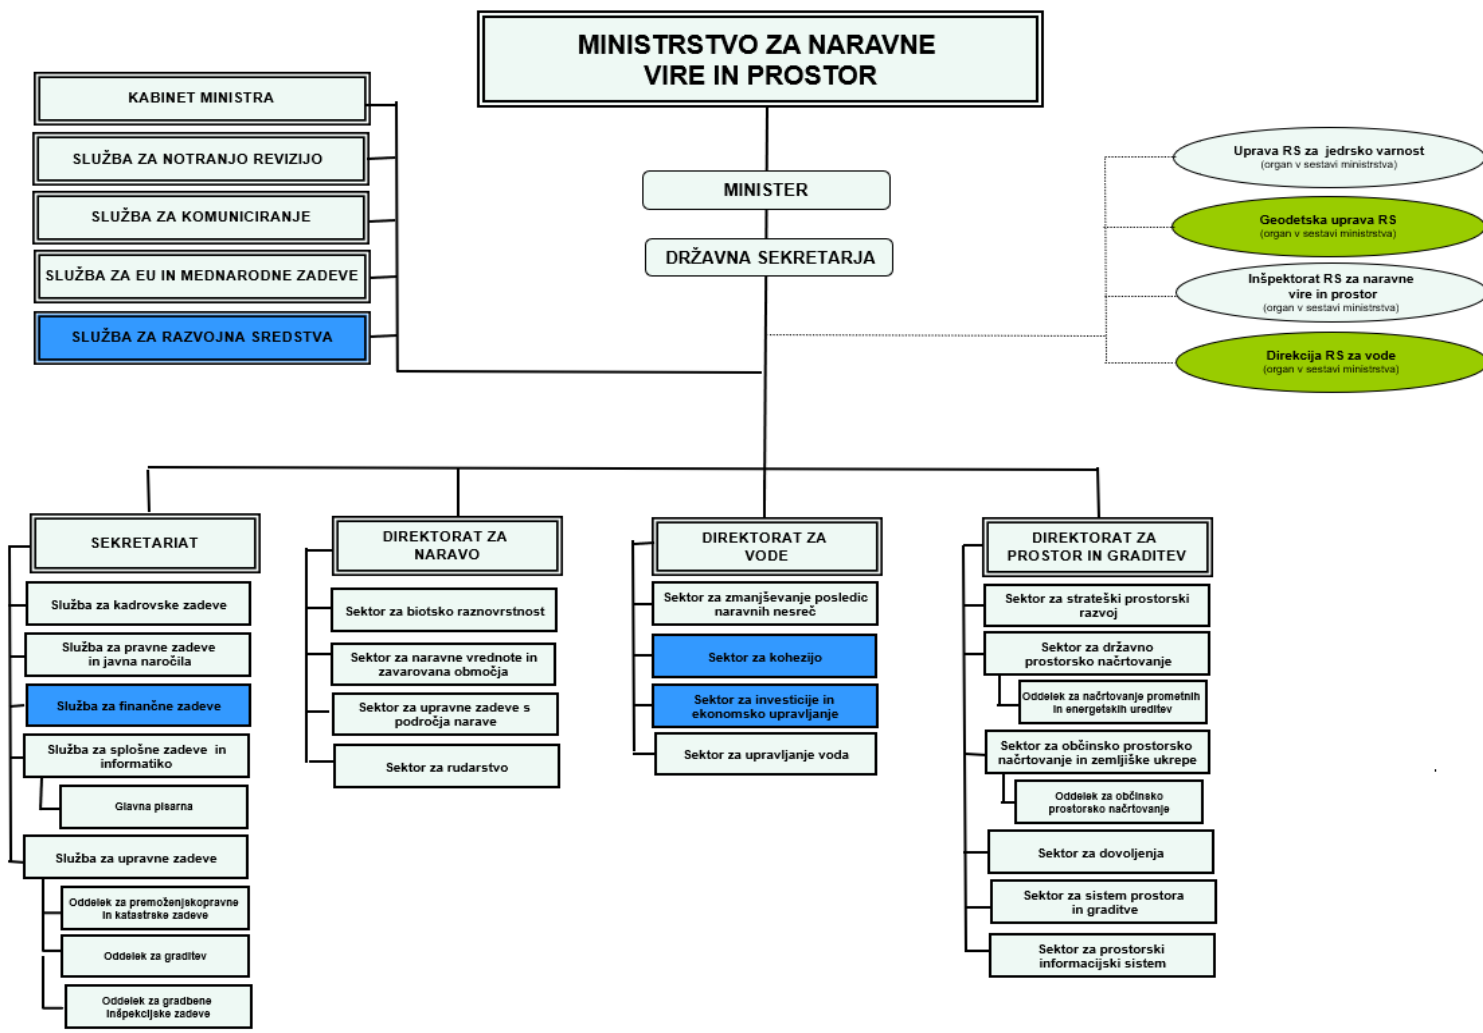 MINISTRSTVO ZA NARAVNE
VIRE IN PROSTOR
KABINET MINISTRA
SLUŽBA ZA NOTRANJO REVIZIJO
SLUŽBA ZA KOMUNICIRANJE
SLUŽBA ZA EU IN MEDNARODNE ZADEVE
SLUŽBA ZA RAZVOJNA SREDSTVA
MINISTER
DRŽAVNA SEKRETARJA
Uprava RS za jedrsko varnost
(organ v sestavi ministrstva)
Geodetska uprava RS
(organ v sestavi ministrstva)
Inšpektorat RS za naravne
vire in prostor
(organ v sestavi ministrstva)
Direkcija RS za vode
(organ v sestavi ministrstva)
SEKRETARIAT
Služba za kadrovske zadeve
Služba za pravne zadeve
in javna naročila
Služba za finančne zadeve
Služba za splošne zadeve in
informatiko
Glavna pisarna
Služba za upravne zadeve
Oddelek za premoženjskopravne
in katastrske zadeve
Oddelek za graditev
Oddelek za gradbene
inšpekcijske zadeve
DIREKTORAT ZA
NARAVO
Sektor za biotsko raznovrstnost
Sektor za naravne vrednote in
zavarovana območja
Sektor za upravne zadeve s
področja narave
Sektor za rudarstvo
DIREKTORAT ZA
VODE
Sektor za zmanjševanje posledic
naravnih nesreč
Sektor za kohezijo
Sektor za investicije in
ekonomsko upravljanje
Sektor za upravljanje voda
DIREKTORAT ZA
PROSTOR IN GRADITEV
Sektor za strateški prostorski
razvoj
Sektor za državno
prostorsko načrtovanje
Oddelek za načrtovanje prometnih
in energetskih ureditev
Sektor za občinsko prostorsko
načrtovanje in zemljiške ukrepe
Oddelek za občinsko
prostorsko načrtovanje
Sektor za dovoljenja
Sektor za sistem prostora
in graditve
Sektor za prostorski
informacijski sistem